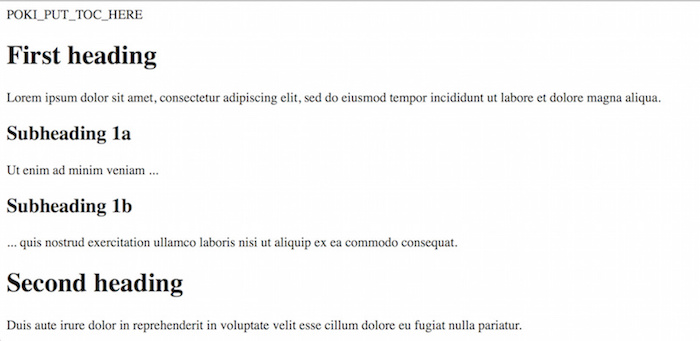 POKI_PUT_TOC_HERE
First heading
Lorem ipsum dolor sit amet, consectetur adipiscing elit, sed do eiusmod tempor incididunt ut labore et dolore magna aliqua.
Subheading 1a
Ut enim ad minim veniam ...
Subheading 1b
... quis nostrud exercitation ullamco laboris nisi ut aliquip ex ea commodo consequat.
Second heading
Duis aute irure dolor in reprehenderit in voluptate velit esse cillum dolore eu fugiat nulla pariatur.